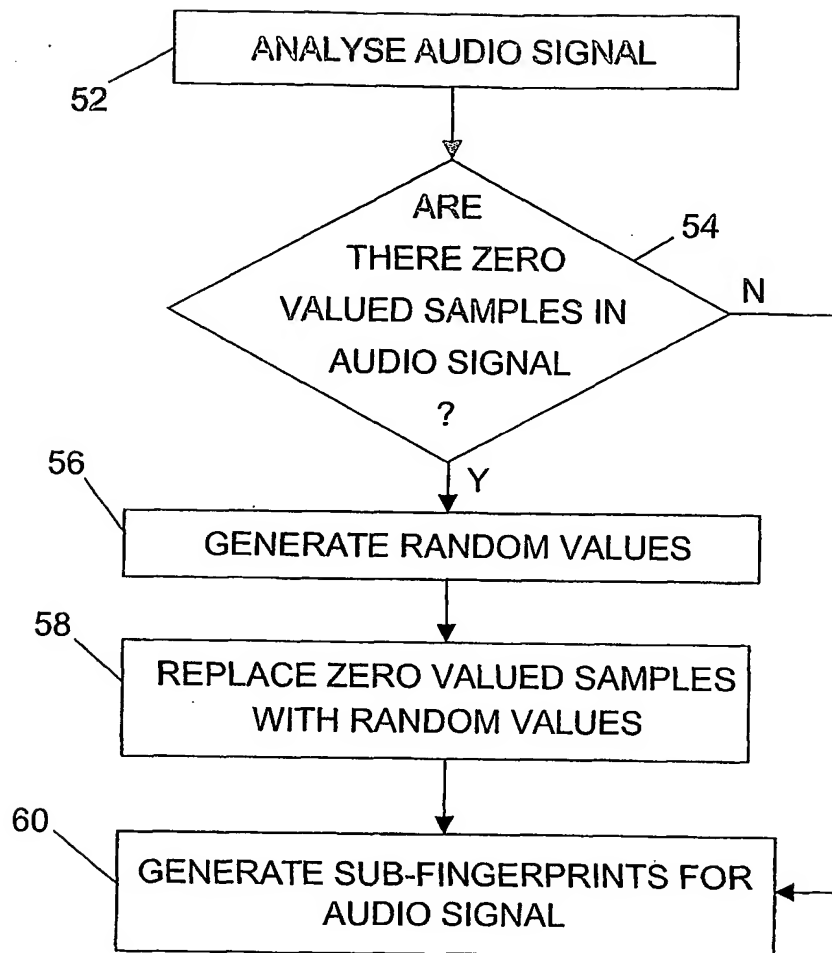 ANALYSE AUDIO SIGNAL
52
ARE
THERE ZERO
VALUED SAMPLES IN
AUDIO SIGNAL
?
54
N
Y
56
GENERATE RANDOM VALUES
58
REPLACE ZERO VALUED SAMPLES
WITH RANDOM VALUES
60
GENERATE SUB-FINGERPRINTS FOR
AUDIO SIGNAL